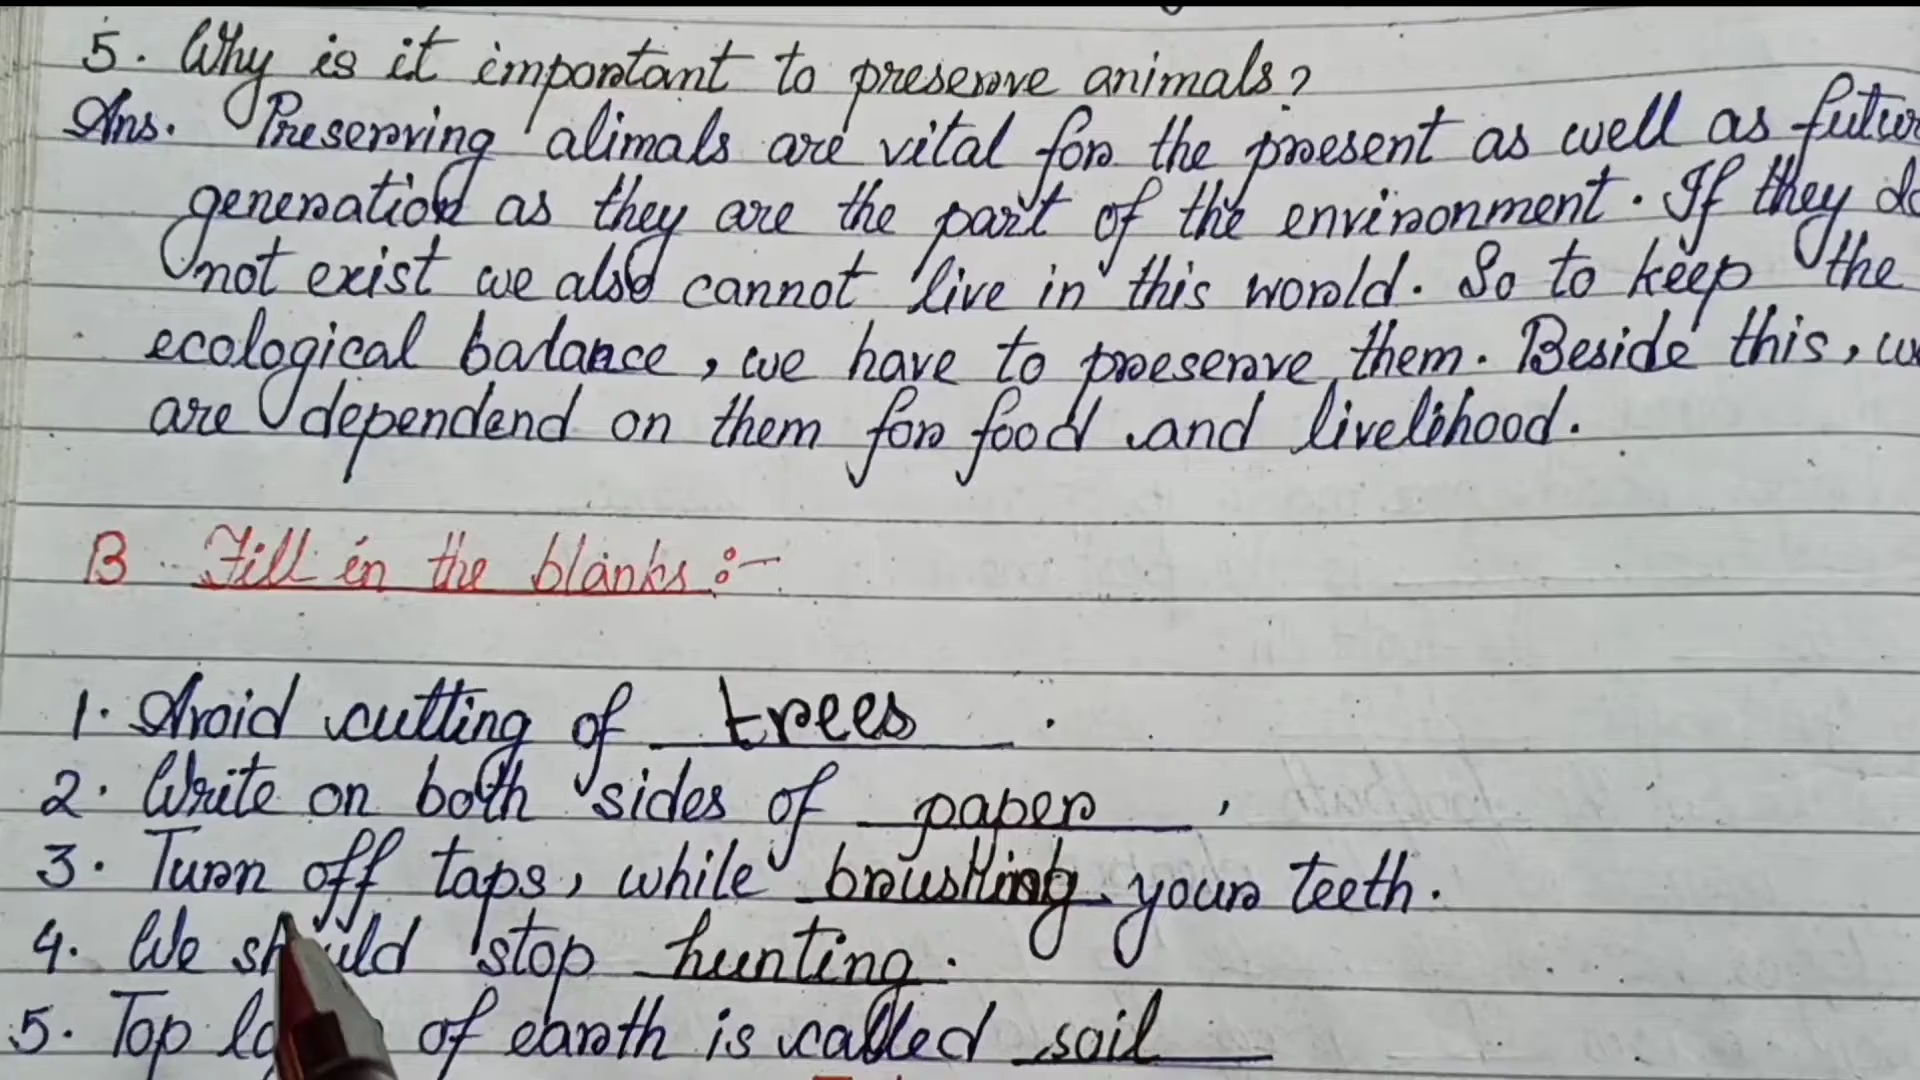 5. Why is it important to preserve animals?
Ans. Preserving alimals are vital for the present as well as futur
generation as they are the part of the environment. If they do
not exist we also cannot live in this world. So to keep the
ecological balance, we have to preserve them. Beside this, w
are dependend on them for food and livelihood.
B Fill in the blanks :-
1. Avoid cutting of trees .
2. Write on both sides of paper ,
3. Turn off taps, while brushing your teeth.
4. We should stop hunting.
5. Top of earth is called soil